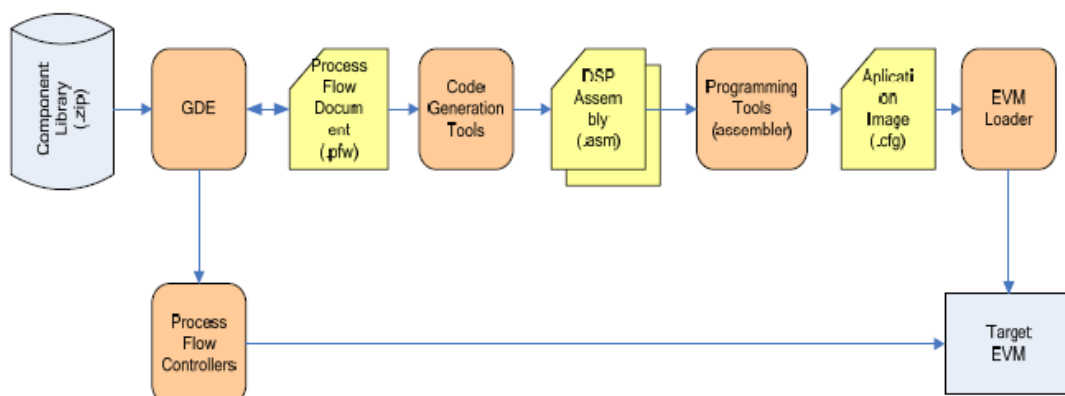 Component
Library
(.zip)
GDE
Process
Flow
Docum
ent
(.pfw)
Code
Generation
Tools
DSP
Assem
bly
(.asm)
Programming
Tools
(assembler)
Aplicati
on
Image
(.cfg)
EVM
Loader
Process
Flow
Controllers
Target
EVM